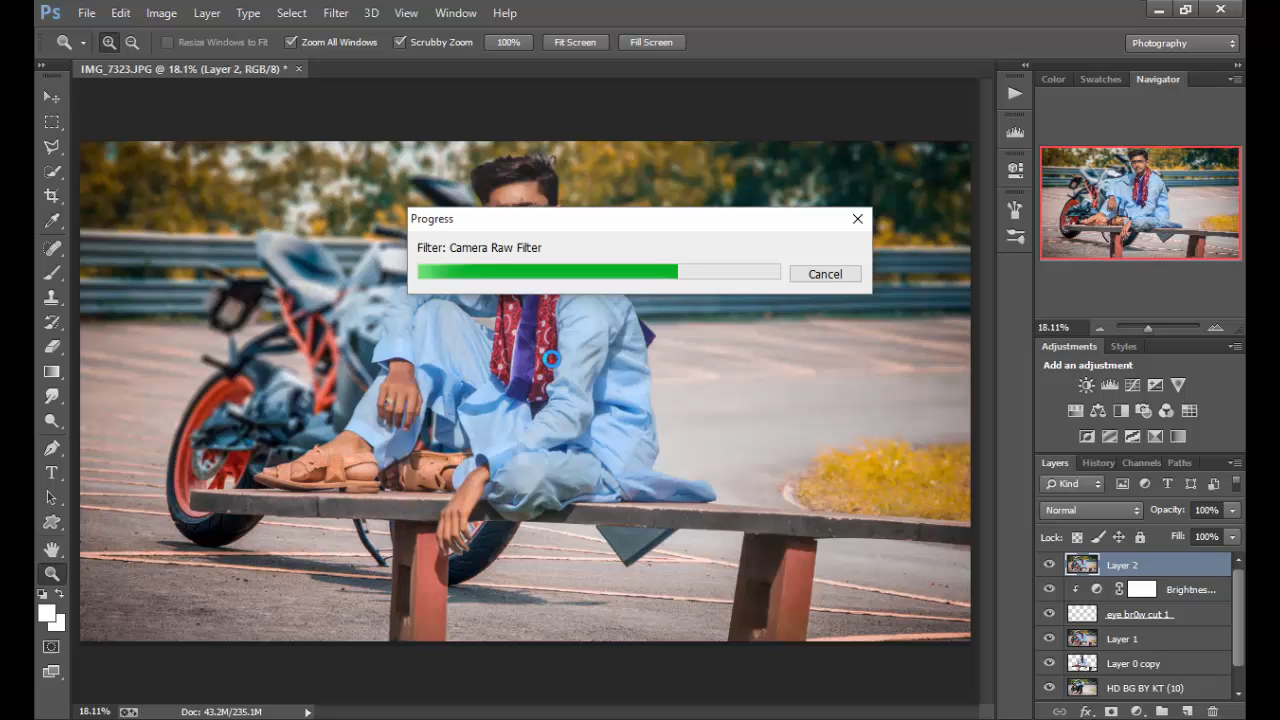 Ps File Edit Image Layer Type Select Filter 3D View Window Help
Resize Windows to Fit Zoom All Windows Scrubby Zoom 100% Fit Screen Fill Screen Photography
IMG_7323.JPG @ 18.1% (Layer 2, RGB/8) *
Color Swatches Navigator
Progress
Filter: Camera Raw Filter
Cancel
18.11%
Adjustments Styles
Add an adjustment
Layers History Channels Paths
Kind
Normal Opacity: 100%
Lock: Fill: 100%
Layer 2
Brightnes...
eye br0w cut 1
Layer 1
Layer 0 copy
HD BG BY KT (10)
18.11% Doc: 43.2M/235.1M